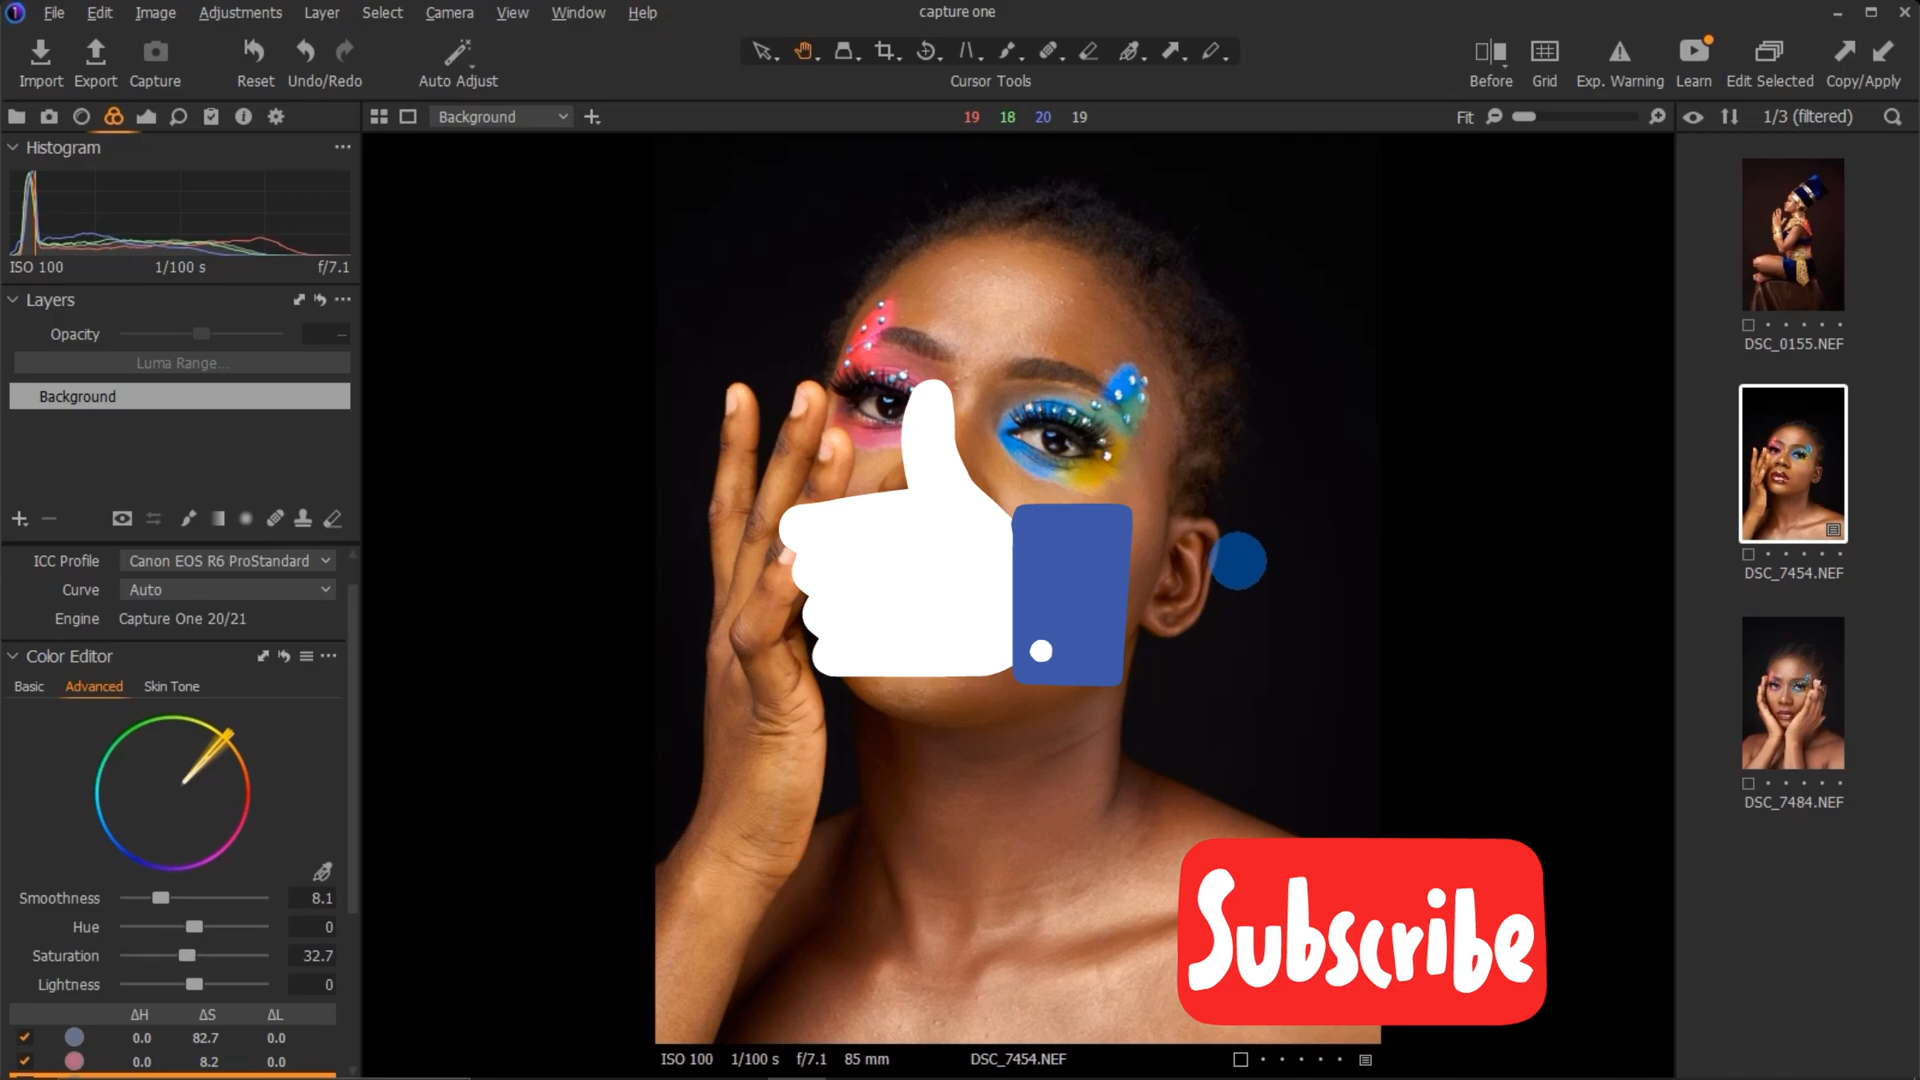 File Edit Image Adjustments Layer Select Camera View Window Help
capture one
Import Export Capture Reset Undo/Redo Auto Adjust
Cursor Tools
Before Grid Exp. Warning Learn Edit Selected Copy/Apply
Background
19 18 20 19
Fit
1/3 (filtered)
Histogram
ISO 100 1/100 s f/7.1
Layers
Opacity
Luma Range...
Background
ICC Profile Canon EOS R6 ProStandard
Curve Auto
Engine Capture One 20/21
Color Editor
Basic Advanced Skin Tone
Smoothness 8.1
Hue 0
Saturation 32.7
Lightness 0
ΔH ΔS ΔL
0.0 82.7 0.0
0.0 8.2 0.0
Subscribe
ISO 100 1/100 s f/7.1 85 mm DSC_7454.NEF
DSC_0155.NEF
DSC_7454.NEF
DSC_7484.NEF